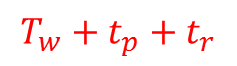 T_w + t_p + t_r